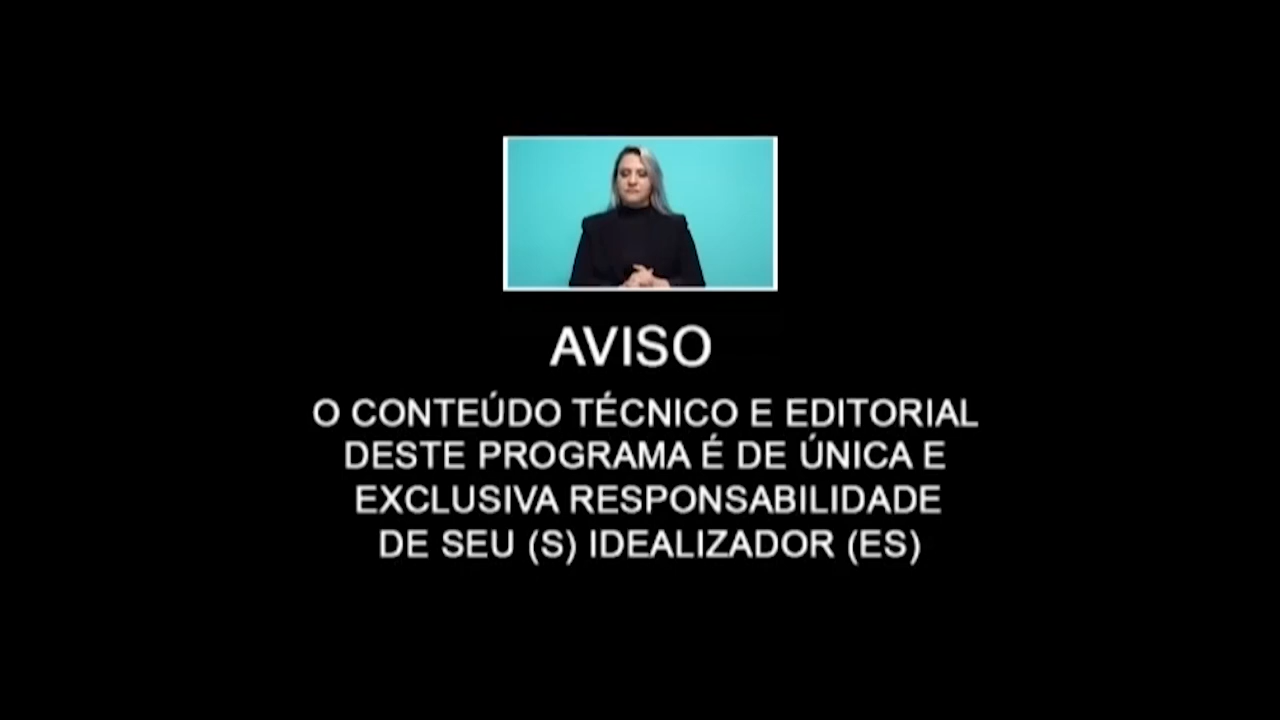 AVISO
O CONTEÚDO TÉCNICO E EDITORIAL
DESTE PROGRAMA É DE ÚNICA E
EXCLUSIVA RESPONSABILIDADE
DE SEU (S) IDEALIZADOR (ES)